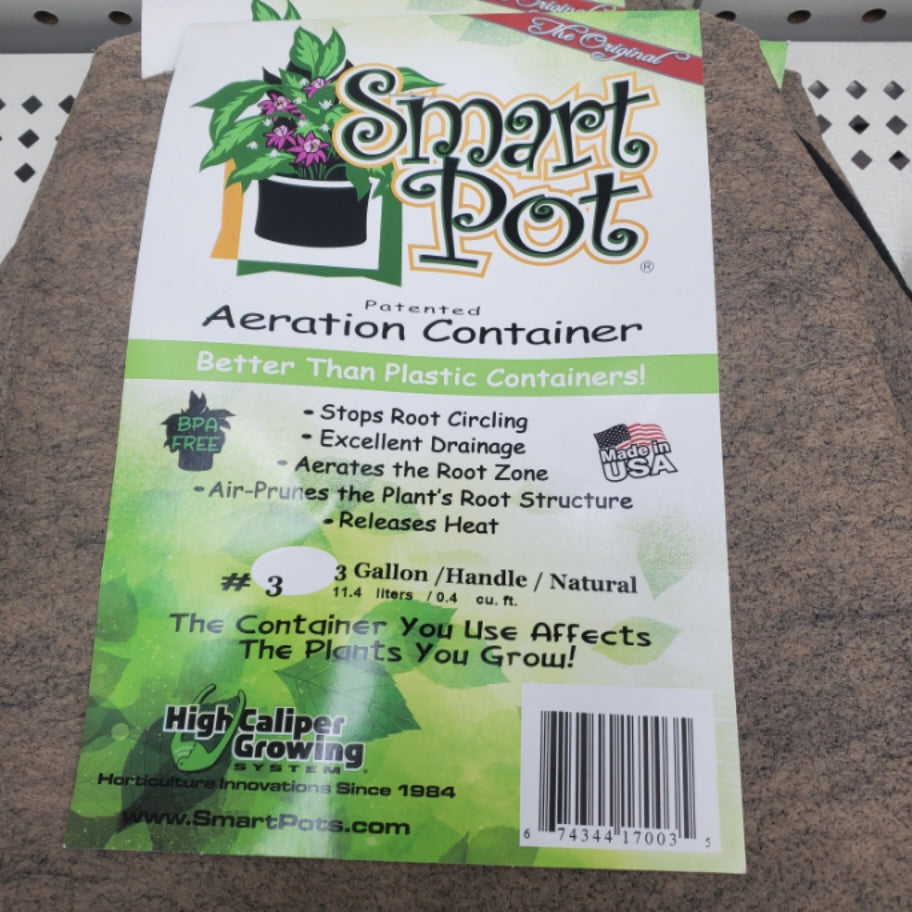 The Original
The Original
Smart
Pot®
Patented
Aeration Container
Better Than Plastic Containers!
BPA
FREE
• Stops Root Circling
• Excellent Drainage
• Aerates the Root Zone
• Air-Prunes the Plant's Root Structure
• Releases Heat
Made in
USA
# 3 3 Gallon /Handle / Natural
11.4 liters / 0.4 cu. ft.
The Container You Use Affects
The Plants You Grow!
High Caliper
Growing
SYSTEM®
Horticulture Innovations Since 1984
www.SmartPots.com
6 74344 17003 5